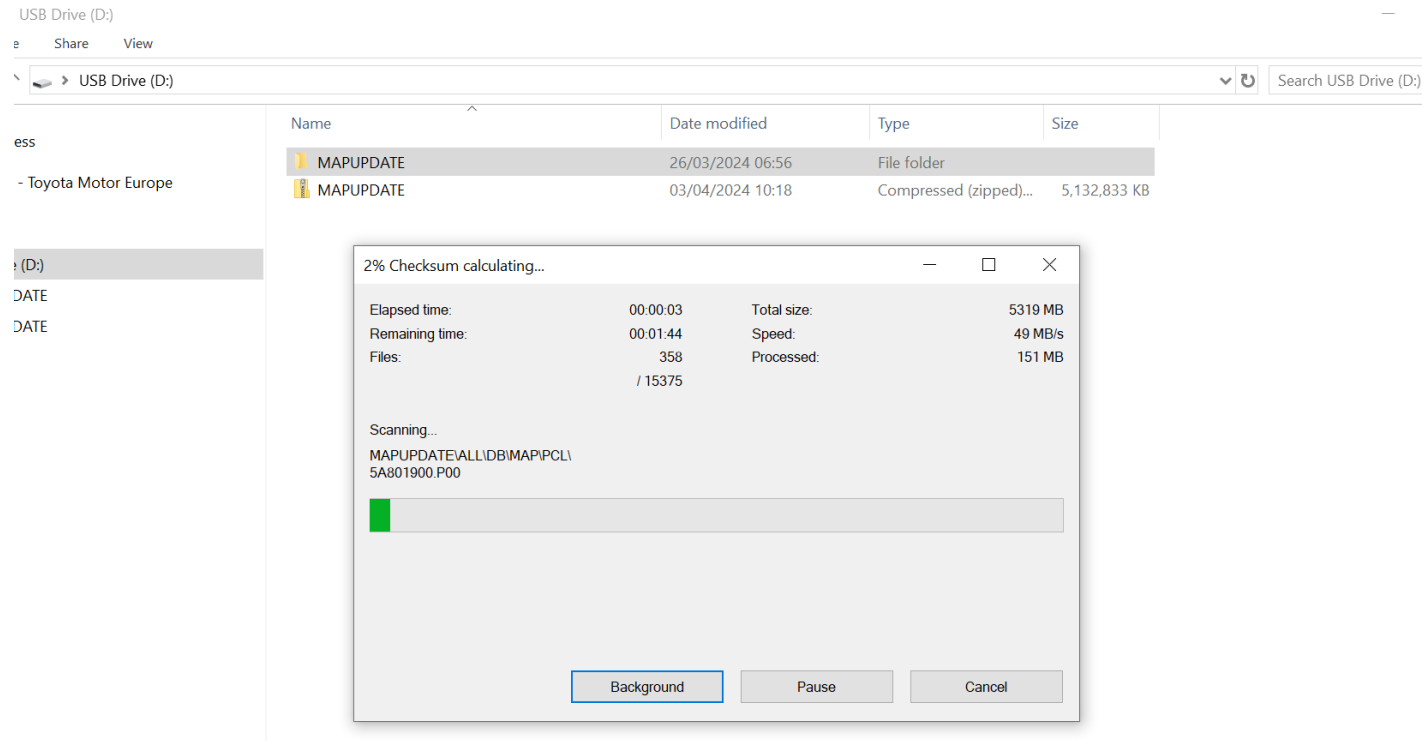 USB Drive (D:)
e Share View
USB Drive (D:) Search USB Drive (D:)
Name Date modified Type Size
ess
MAPUPDATE 26/03/2024 06:56 File folder
- Toyota Motor Europe
MAPUPDATE 03/04/2024 10:18 Compressed (zipped)... 5,132,833 KB
e (D:)
DATE
DATE
2% Checksum calculating...
Elapsed time: 00:00:03 Total size: 5319 MB
Remaining time: 00:01:44 Speed: 49 MB/s
Files: 358 Processed: 151 MB
/ 15375
Scanning...
MAPUPDATE\ALL\DB\MAP\PCL\
5A801900.P00
Background Pause Cancel